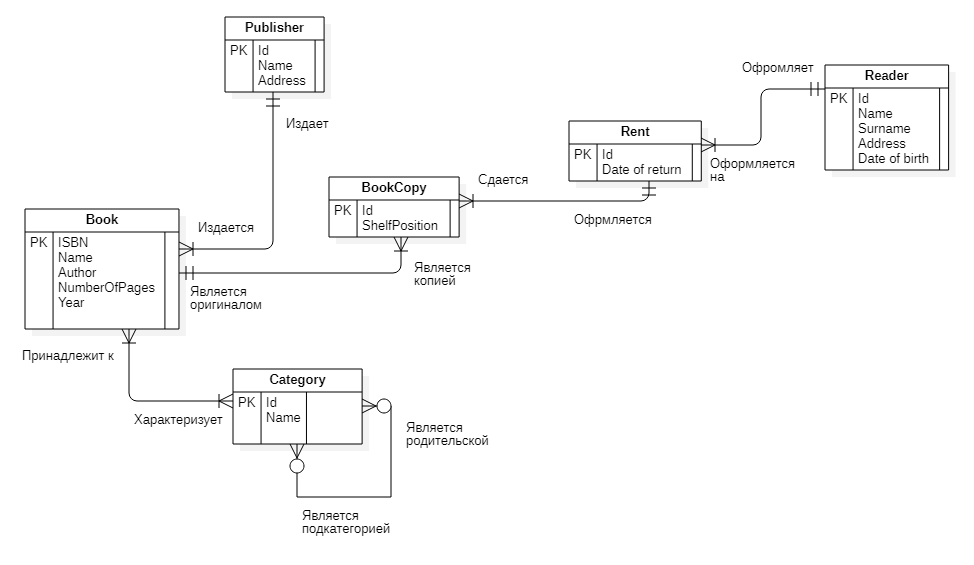 Publisher
PK Id
Name
Address
Издает
Офромляет
Reader
PK Id
Name
Surname
Address
Date of birth
Rent
PK Id
Date of return
Оформляется
на
Сдается
Офрмляется
BookCopy
PK Id
ShelfPosition
Является
копией
Book
PK ISBN
Name
Author
NumberOfPages
Year
Издается
Является
оригиналом
Принадлежит к
Характеризует
Category
PK Id
Name
Является
родительской
Является
подкатегорией